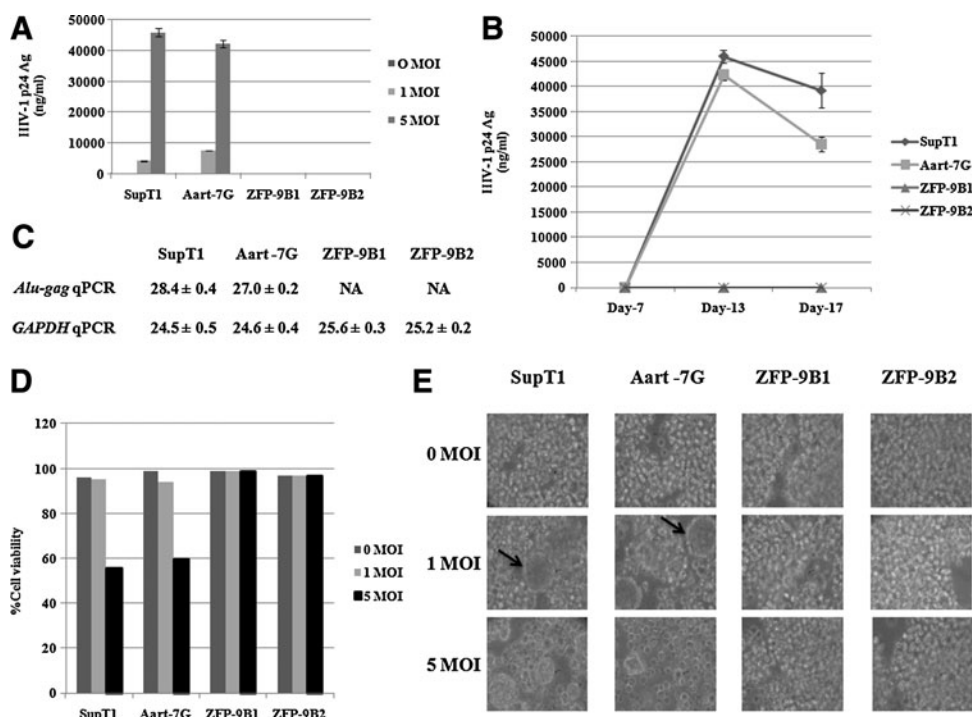 A
IIIV-1 p24 Ag
(ng/ml)
50000
40000
30000
20000
10000
0
O MOI
1 MOI
5 MOI
SupT1 Aart-7G ZFP-9B1 ZFP-9B2
B
IIIV-1 p24 Ag
(ng/ml)
50000
45000
40000
35000
30000
25000
20000
15000
10000
5000
0
Day-7 Day-13 Day-17
SupT1
Aart-7G
ZFP-9B1
ZFP-9B2
C
SupT1 Aart -7G ZFP-9B1 ZFP-9B2
Alu-gag qPCR 28.4 ± 0.4 27.0 ± 0.2 NA NA
GAPDH qPCR 24.5 ± 0.5 24.6 ± 0.4 25.6 ± 0.3 25.2 ± 0.2
D
%Cell viability
120
100
80
60
40
20
0
0 MOI
1 MOI
5 MOI
SupT1 Aart-7G ZFP-9B1 ZFP-9B2
E
SupT1 Aart -7G ZFP-9B1 ZFP-9B2
0 MOI
1 MOI
5 MOI